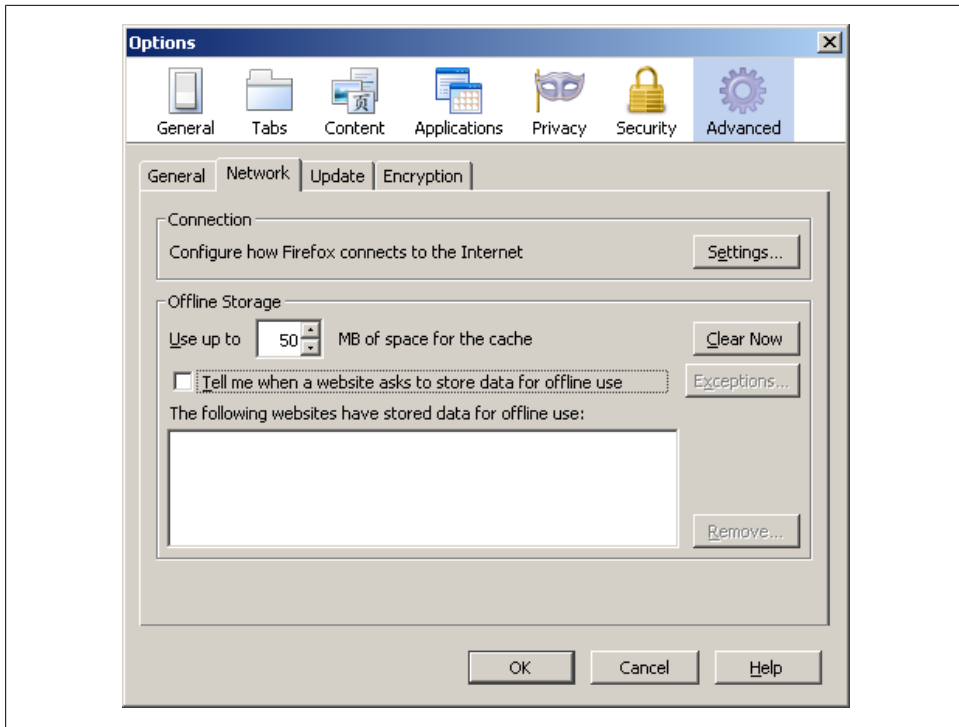 Options
General Tabs Content Applications Privacy Security Advanced
页
General Network Update Encryption
Connection
Configure how Firefox connects to the Internet Settings...
Offline Storage
Use up to 50 MB of space for the cache Clear Now
Tell me when a website asks to store data for offline use Exceptions...
The following websites have stored data for offline use:
Remove...
OK Cancel Help